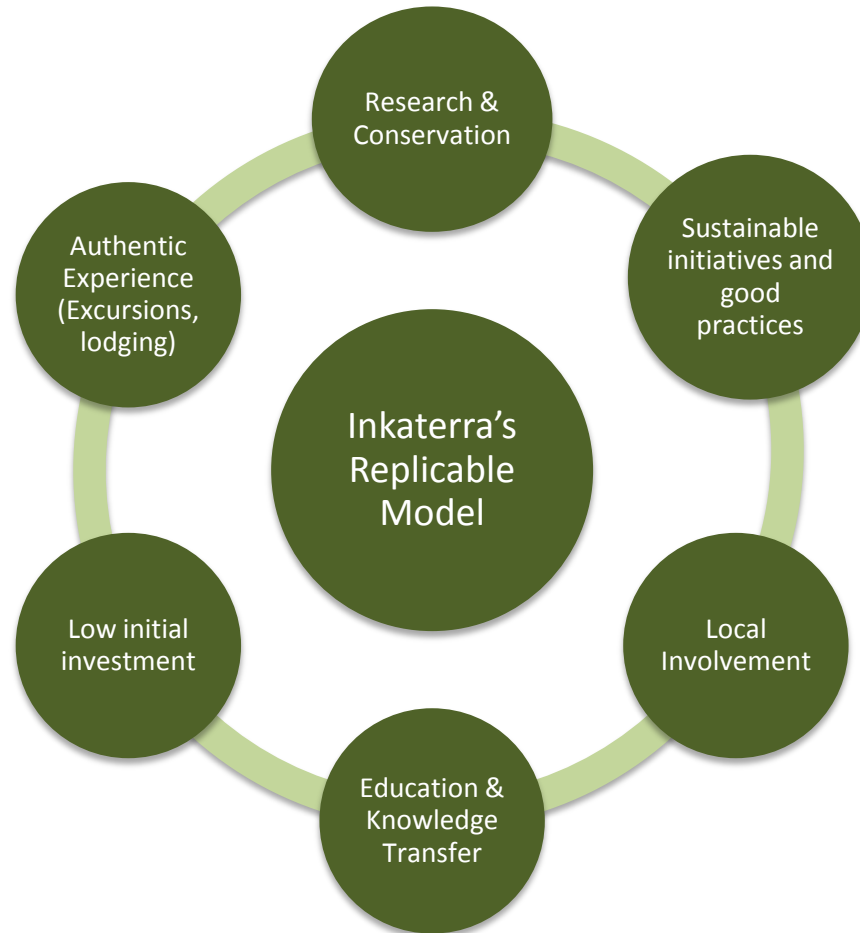 Research &
Conservation
Sustainable
initiatives and
good
practices
Local
Involvement
Education &
Knowledge
Transfer
Low initial
investment
Authentic
Experience
(Excursions,
lodging)
Inkaterra’s
Replicable
Model